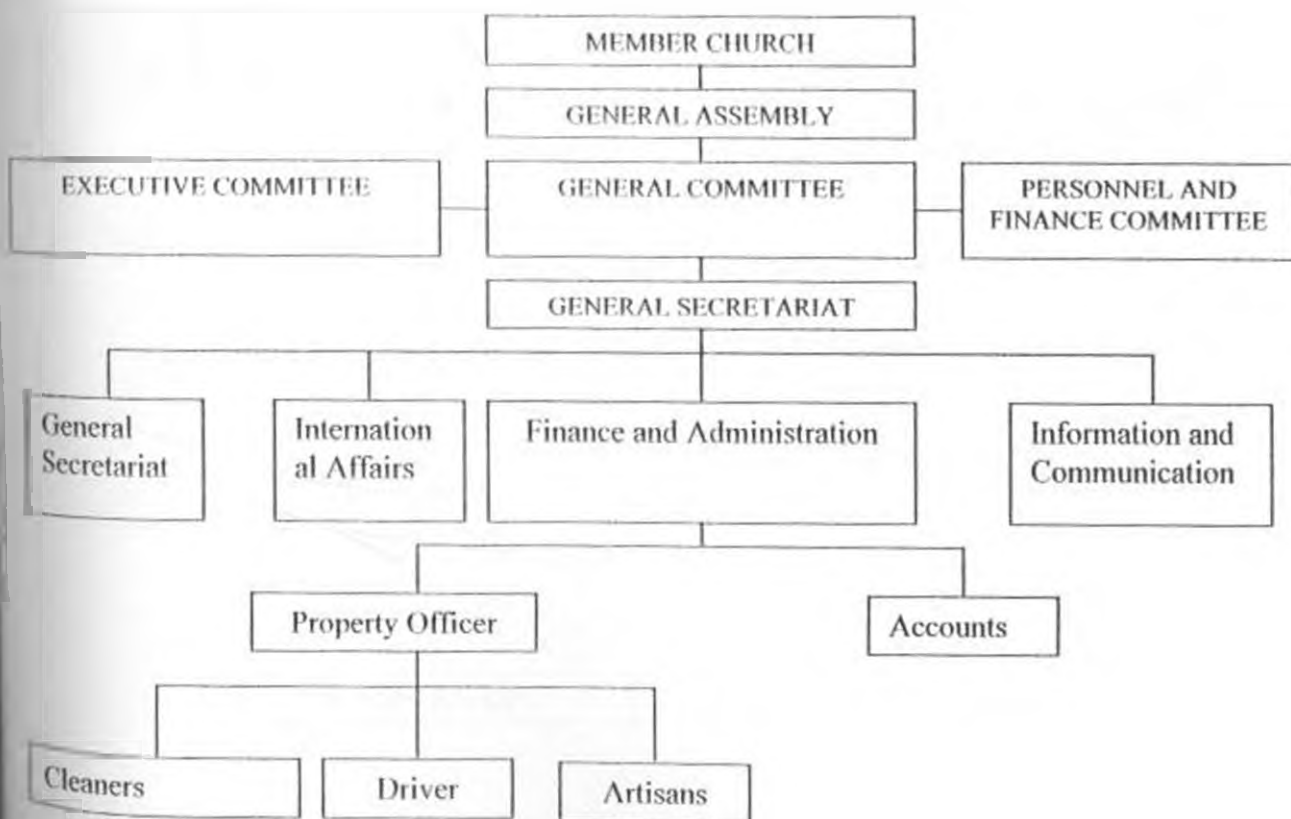 MEMBER CHURCH
GENERAL ASSEMBLY
EXECUTIVE COMMITTEE
GENERAL COMMITTEE
PERSONNEL AND
FINANCE COMMITTEE
GENERAL SECRETARIAT
General
Secretariat
Internation
al Affairs
Finance and Administration
Information and
Communication
Property Officer
Accounts
Cleaners
Driver
Artisans